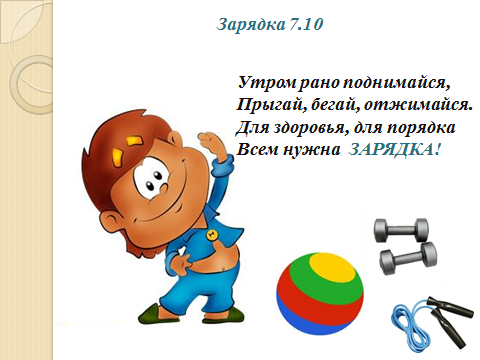 Зарядка 7.10
Утром рано поднимайся,
Прыгай, бегай, отжимайся.
Для здоровья, для порядка
Всем нужна ЗАРЯДКА!